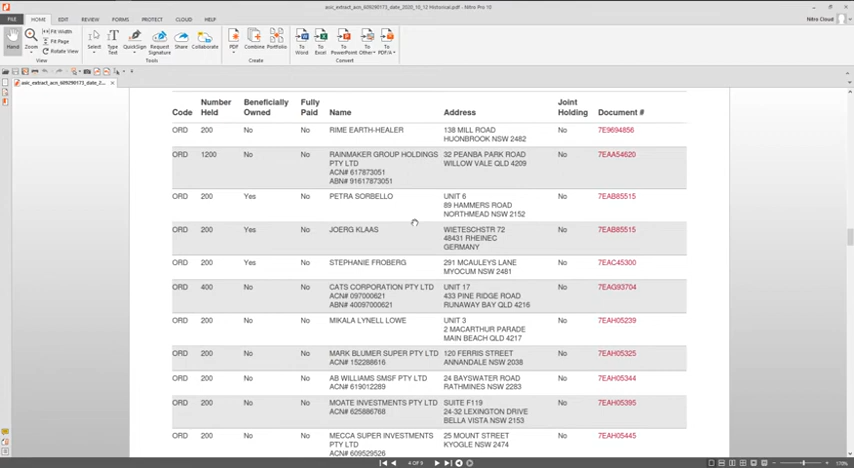 asic_extract_acn_609290173_date_2020_10_12 Historical.pdf - Nitro Pro 10
FILE HOME EDIT REVIEW FORMS PROTECT CLOUD HELP Nitro Cloud
Hand Zoom Fit Width Fit Page Rotate View Select Type Text QuickSign Request Signature Share Collaborate PDF Combine Portfolio To Word To Excel To PowerPoint To Other To PDF/A
View Tools Create Convert
asic_extract_acn_609290173_date_2...
Code Number Held Beneficially Owned Fully Paid Name Address Joint Holding Document #
ORD 200 No No RIME EARTH-HEALER 138 MILL ROAD No 7E9694856
HUONBROOK NSW 2482
ORD 1200 No No RAINMAKER GROUP HOLDINGS 32 PEANBA PARK ROAD No 7EAA54620
PTY LTD WILLOW VALE QLD 4209
ACN# 617873051
ABN# 91617873051
ORD 200 Yes No PETRA SORBELLO UNIT 6 No 7EAB85515
89 HAMMERS ROAD
NORTHMEAD NSW 2152
ORD 200 Yes No JOERG KLAAS WIETESCHSTR 72 No 7EAB85515
48431 RHEINEC
GERMANY
ORD 200 Yes No STEPHANIE FROBERG 291 MCAULEYS LANE No 7EAC45300
MYOCUM NSW 2481
ORD 400 No No CATS CORPORATION PTY LTD UNIT 17 No 7EAG93704
ACN# 097000621 433 PINE RIDGE ROAD
ABN# 40097000621 RUNAWAY BAY QLD 4216
ORD 200 No No MIKALA LYNELL LOWE UNIT 3 No 7EAH05239
2 MACARTHUR PARADE
MAIN BEACH QLD 4217
ORD 200 No No MARK BLUMER SUPER PTY LTD 120 FERRIS STREET No 7EAH05325
ACN# 152288616 ANNANDALE NSW 2038
ORD 200 No No AB WILLIAMS SMSF PTY LTD 24 BAYSWATER ROAD No 7EAH05344
ACN# 619012289 RATHMINES NSW 2283
ORD 200 No No MOATE INVESTMENTS PTY LTD SUITE F119 No 7EAH05395
ACN# 625886768 24-32 LEXINGTON DRIVE
BELLA VISTA NSW 2153
ORD 200 No No MECCA SUPER INVESTMENTS 25 MOUNT STREET No 7EAH05445
PTY LTD KYOGLE NSW 2474
ACN# 609529526
4 OF 9 170%